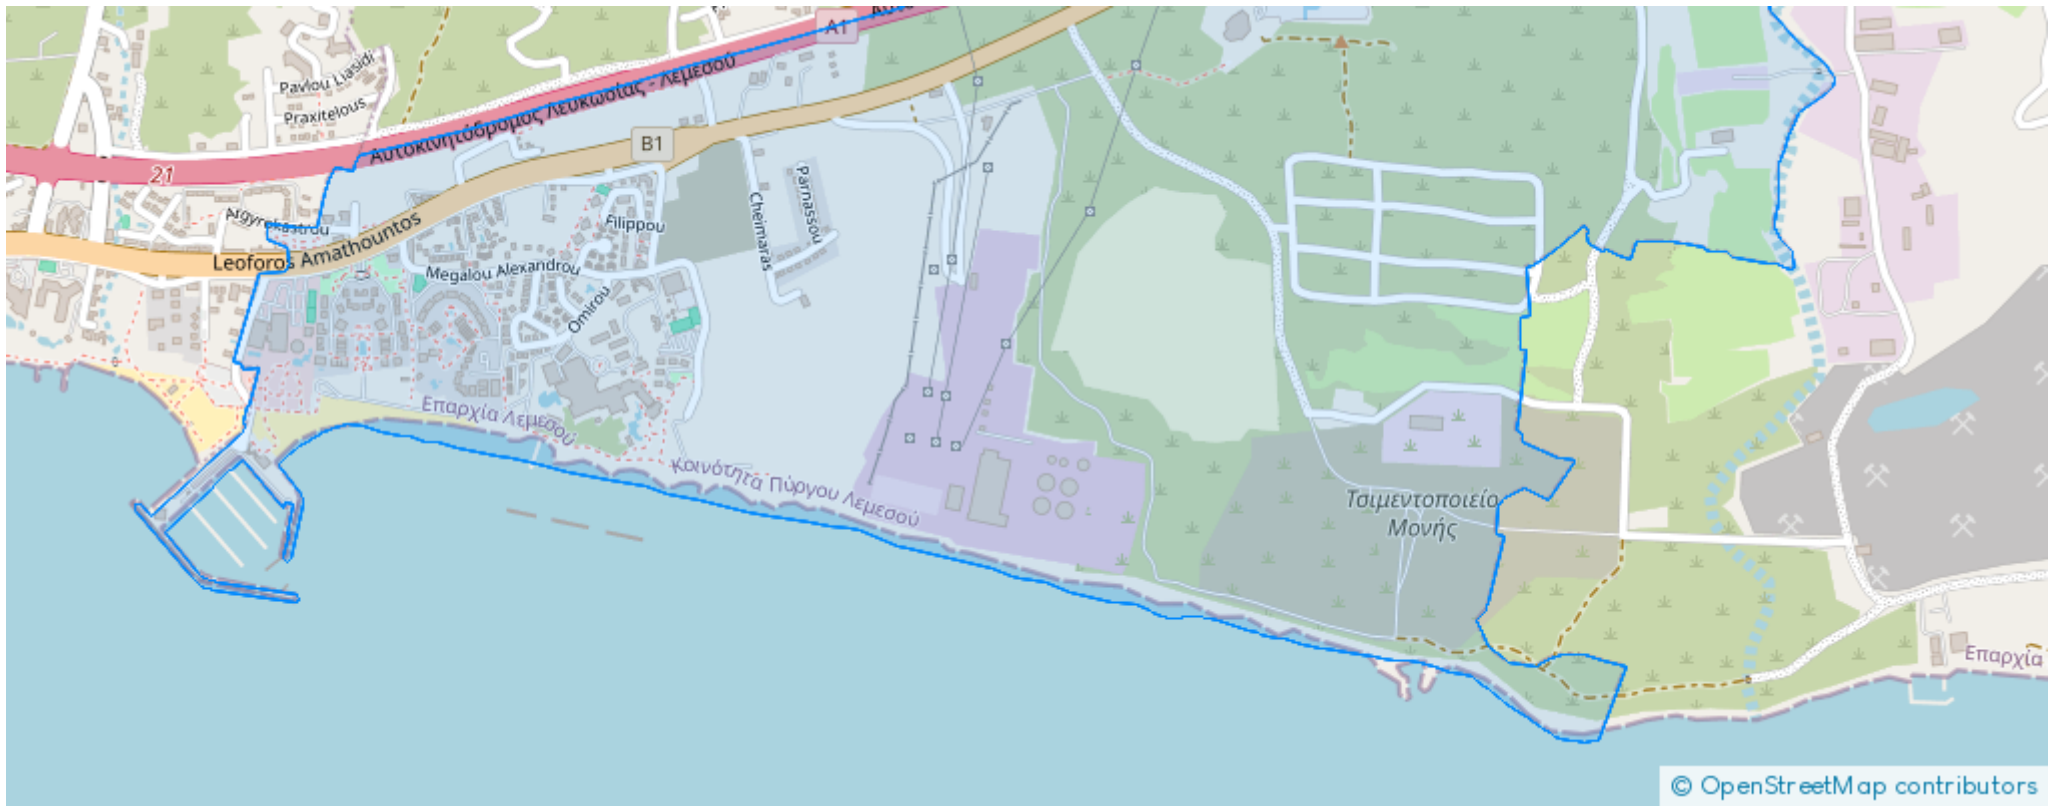 A1
Αυτο
Pavlou Liasidi
Praxitelous
Αυτοκινητόδρομος Λευκωσίας - Λεμεσού
B1
21
Argyrokastrou
Leoforos Amathountos
Filippou
Parnassou
Cheimaras
Megalou Alexandrou
Omirou
Επαρχία Λεμεσού
Κοινότητα Πύργου Λεμεσού
Τσιμεντοποιείο
Μονής
Επαρχία
© OpenStreetMap contributors